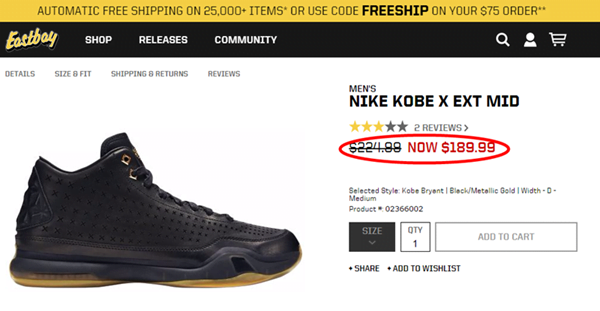 AUTOMATIC FREE SHIPPING ON 25,000+ ITEMS* OR USE CODE FREESHIP ON YOUR $75 ORDER**
Eastbay
SHOP RELEASES COMMUNITY
DETAILS SIZE & FIT SHIPPING & RETURNS REVIEWS
MEN'S
NIKE KOBE X EXT MID
2 REVIEWS >
$224.99 NOW $189.99
Selected Style: Kobe Bryant | Black/Metallic Gold | Width - D -
Medium
Product #: 02366002
SIZE
QTY
1
ADD TO CART
+ SHARE + ADD TO WISHLIST